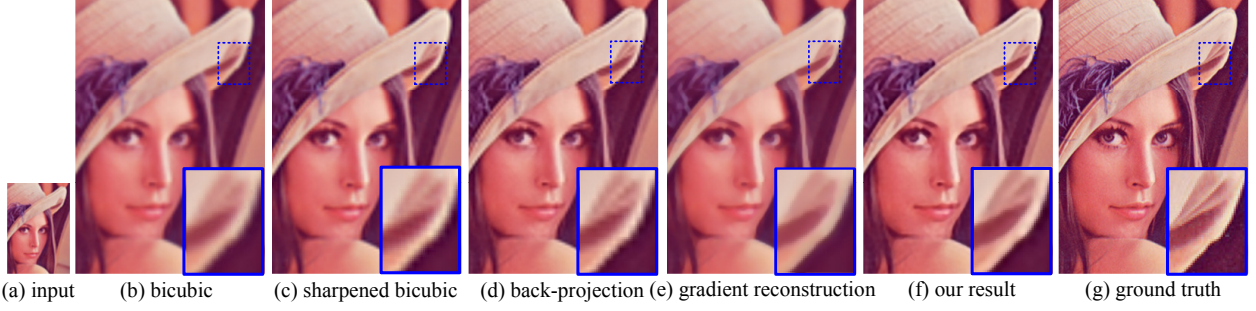 (a) input (b) bicubic (c) sharpened bicubic (d) back-projection (e) gradient reconstruction (f) our result (g) ground truth